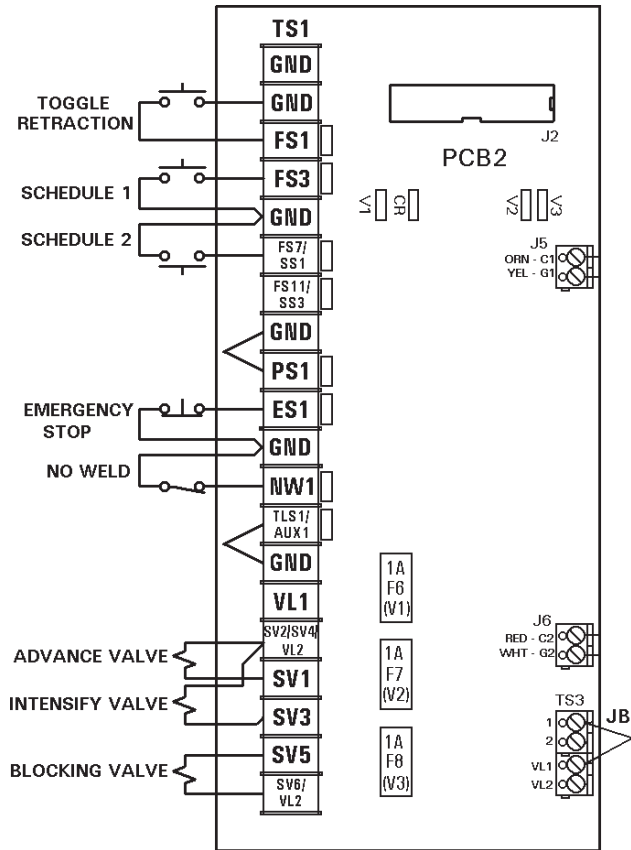 TS1
GND
GND
FS1
FS3
GND
FS7/
SS1
FS11/
SS3
GND
PS1
ES1
GND
NW1
TLS1/
AUX1
GND
VL1
SV2/SV4/
VL2
SV1
SV3
SV5
SV6/
VL2
TOGGLE
RETRACTION
SCHEDULE 1
SCHEDULE 2
EMERGENCY
STOP
NO WELD
ADVANCE VALVE
INTENSIFY VALVE
BLOCKING VALVE
J2
PCB2
V1
CR
V2
V3
J5
ORN - C1
YEL - G1
1A
F6
(V1)
1A
F7
(V2)
1A
F8
(V3)
J6
RED - C2
WHT - G2
TS3
1
2
VL1
VL2
JB